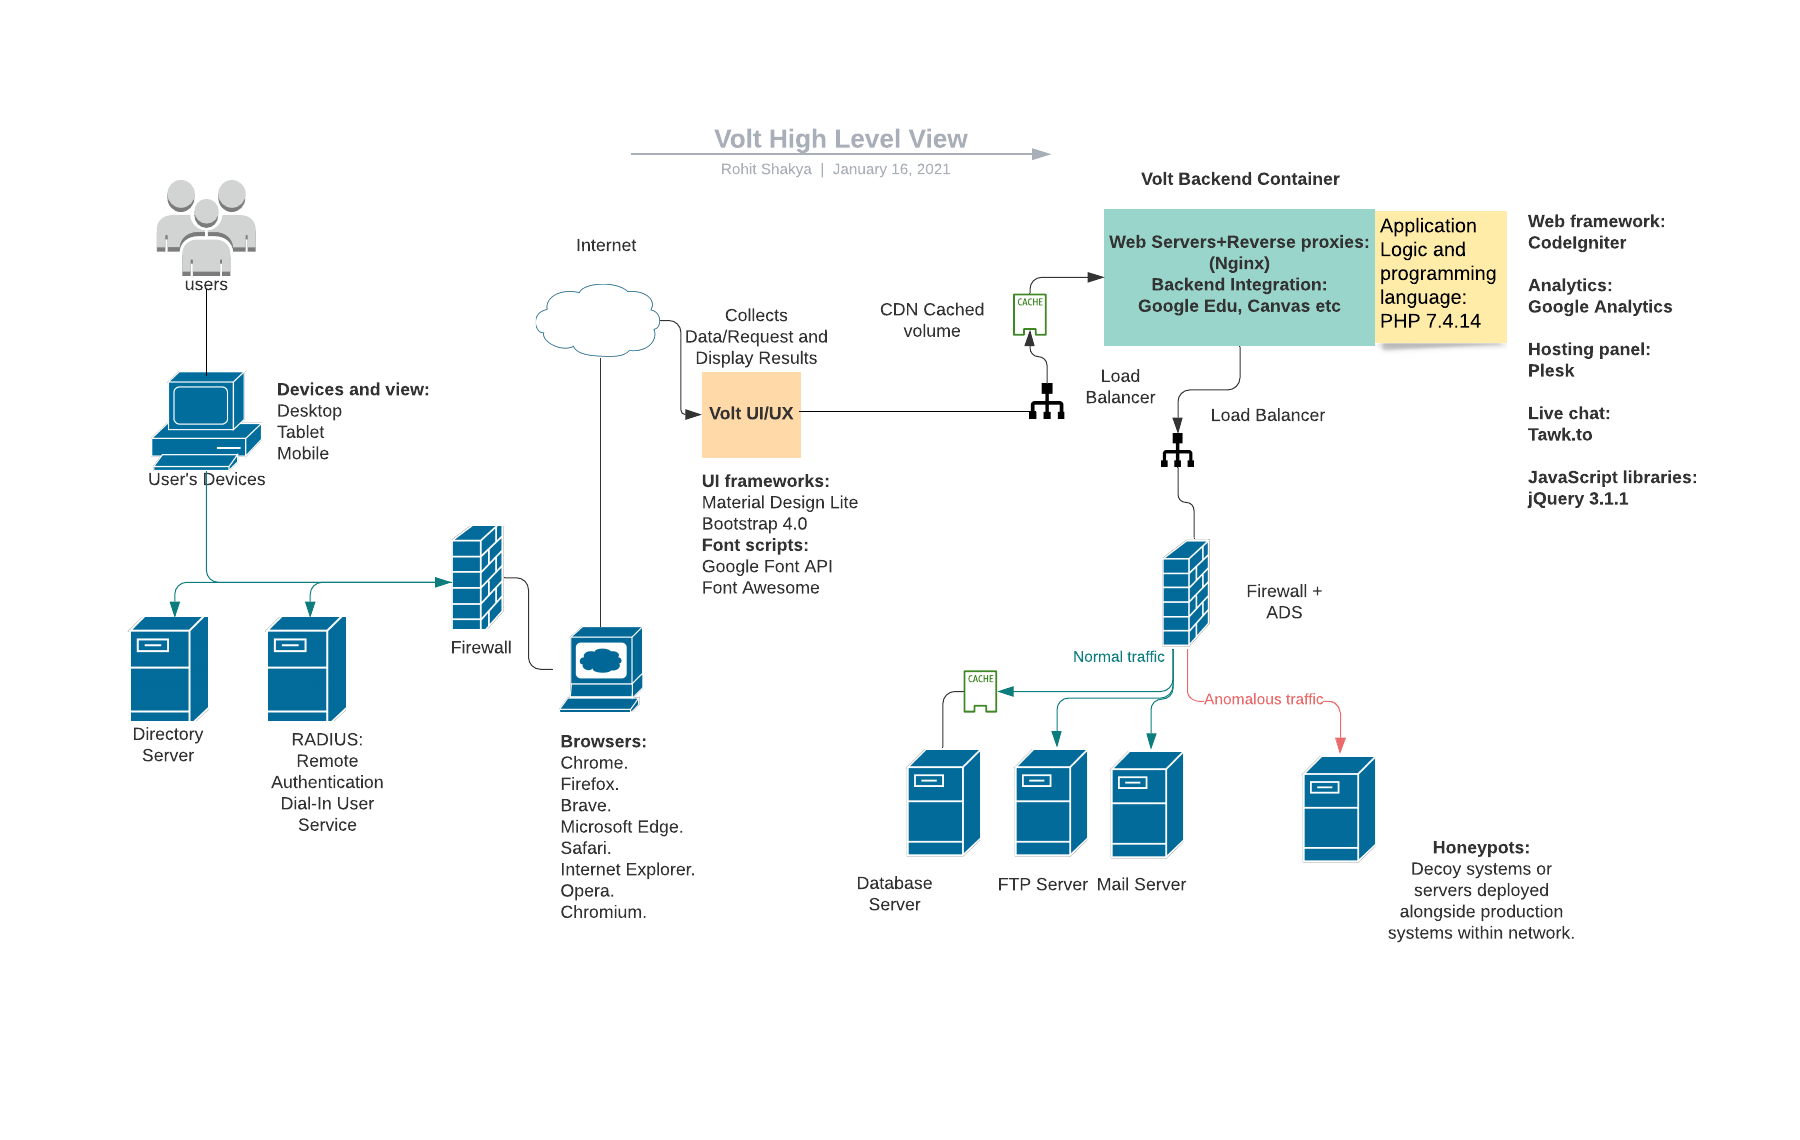 Volt High Level View
Rohit Shakya | January 16, 2021
users
Devices and view:
Desktop
Tablet
Mobile
User's Devices
Directory
Server
RADIUS:
Remote
Authentication
Dial-In User
Service
Firewall
Internet
Browsers:
Chrome.
Firefox.
Brave.
Microsoft Edge.
Safari.
Internet Explorer.
Opera.
Chromium.
Collects
Data/Request and
Display Results
Volt UI/UX
UI frameworks:
Material Design Lite
Bootstrap 4.0
Font scripts:
Google Font API
Font Awesome
CDN Cached
volume
CACHE
Load
Balancer
Volt Backend Container
Web Servers+Reverse proxies:
(Nginx)
Backend Integration:
Google Edu, Canvas etc
Application
Logic and
programming
language:
PHP 7.4.14
Web framework:
CodeIgniter
Analytics:
Google Analytics
Hosting panel:
Plesk
Live chat:
Tawk.to
JavaScript libraries:
jQuery 3.1.1
Load Balancer
Firewall +
ADS
Normal traffic
Anomalous traffic
CACHE
Database
Server
FTP Server
Mail Server
Honeypots:
Decoy systems or
servers deployed
alongside production
systems within network.